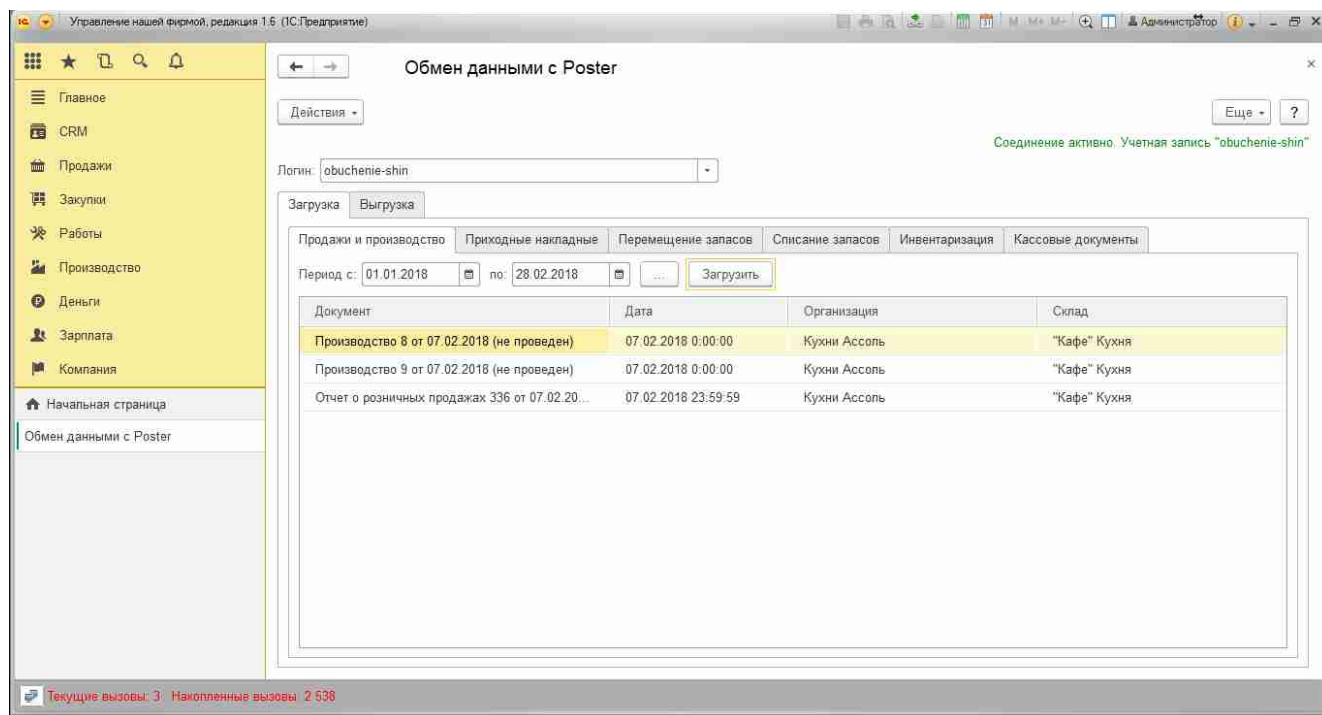 1С Управление нашей фирмой, редакция 1.6 (1С:Предприятие) M M+ M- Администратор
Главное
CRM
Продажи
Закупки
Работы
Производство
Деньги
Зарплата
Компания
Начальная страница
Обмен данными с Poster
Обмен данными с Poster
Действия
Еще ?
Соединение активно. Учетная запись "obuchenie-shin"
Логин: obuchenie-shin
Загрузка Выгрузка
Продажи и производство Приходные накладные Перемещение запасов Списание запасов Инвентаризация Кассовые документы
Период с: 01.01.2018 по: 28.02.2018 ... Загрузить
Документ Дата Организация Склад
Производство 8 от 07.02.2018 (не проведен) 07.02.2018 0:00:00 Кухни Ассоль "Кафе" Кухня
Производство 9 от 07.02.2018 (не проведен) 07.02.2018 0:00:00 Кухни Ассоль "Кафе" Кухня
Отчет о розничных продажах 336 от 07.02.20... 07.02.2018 23:59:59 Кухни Ассоль "Кафе" Кухня
Текущие вызовы: 3 Накопленные вызовы: 2 538